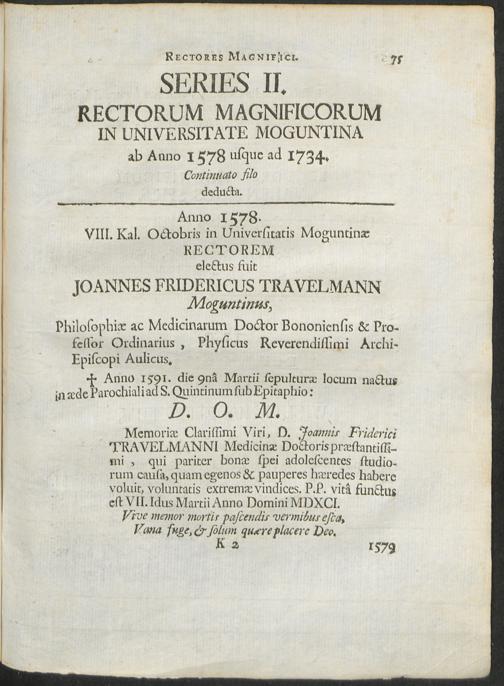 RECTORES MAGNIFICI. 75
SERIES II.
RECTORUM MAGNIFICORUM
IN UNIVERSITATE MOGUNTINA
ab Anno 1578 uſque ad 1734.
Continuato filo
deducta.
Anno 1578.
VIII. Kal. Octobris in Univerſitatis Moguntinæ
RECTOREM
electus fuit
JOANNES FRIDERICUS TRAVELMANN
Moguntinus,
Philoſophiæ ac Medicinarum Doctor Bononienſis & Pro-
feſſor Ordinarius , Phyſicus Reverendiſſimi Archi-
Epiſcopi Aulicus.
† Anno 1591. die 9nâ Martii ſepulturæ locum nactus
in æde Parochiali ad S. Quintinum ſub Epitaphio:
D. O. M.
Memoriæ Clariſſimi Viri, D. Joannis Friderici
TRAVELMANNI Medicinæ Doctoris præſtantiſſi-
mi , qui pariter bonæ ſpei adoleſcentes ſtudio-
rum cauſa, quam egenos & pauperes hæredes habere
voluit, voluntatis extremæ vindices. P.P. vitâ functus
eſt VII. Idus Martii Anno Domini MDXCI.
Vive memor mortis paſcendis vermibus eſca,
Vana fuge, & ſolum quære placere Deo.
K 2 1579